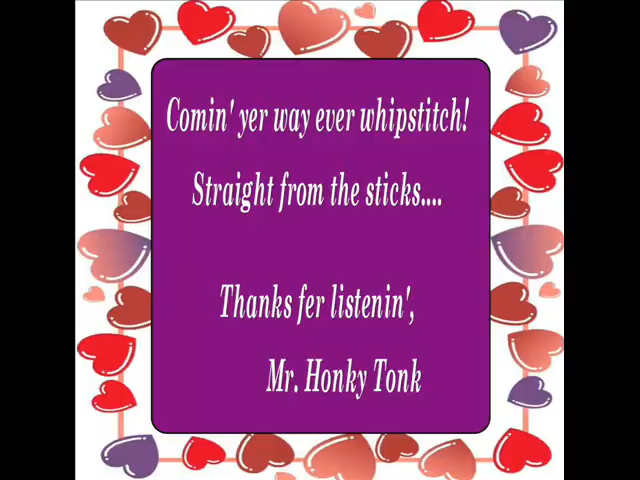 Comin' yer way ever whipstitch!
Straight from the sticks....
Thanks fer listenin',
Mr. Honky Tonk